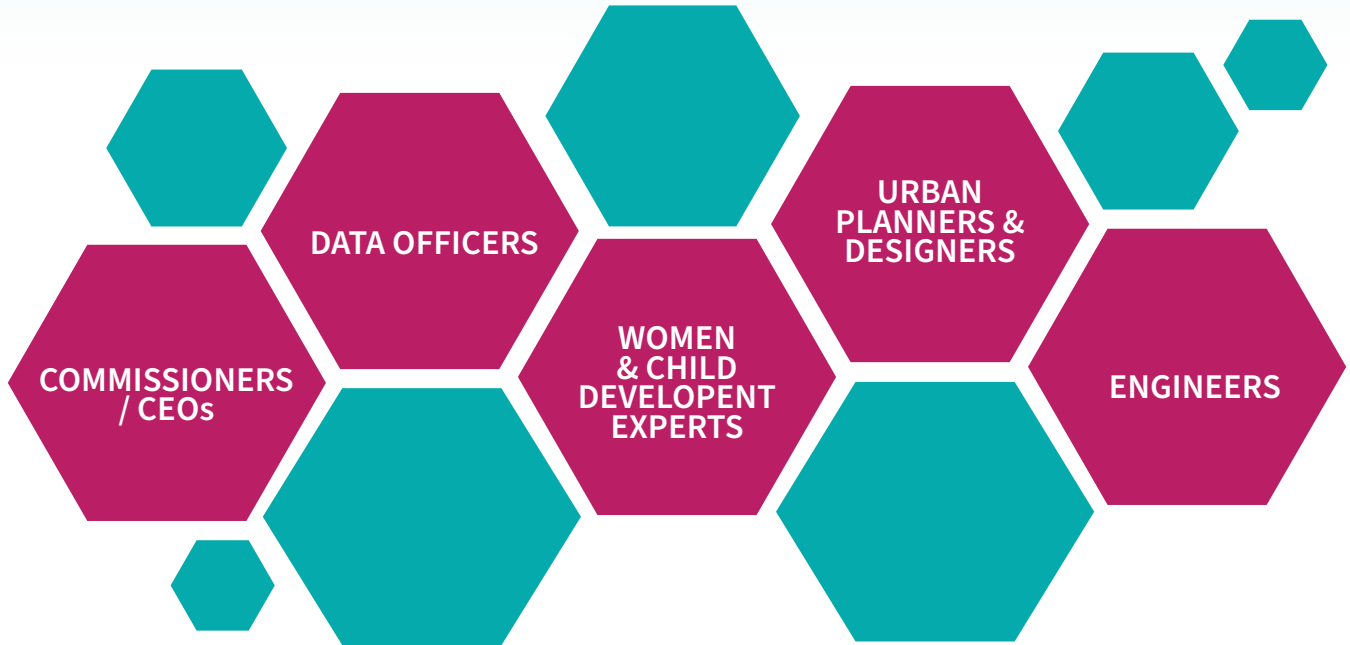 COMMISSIONERS
/ CEOs
DATA OFFICERS
WOMEN
& CHILD
DEVELOPENT
EXPERTS
URBAN
PLANNERS &
DESIGNERS
ENGINEERS